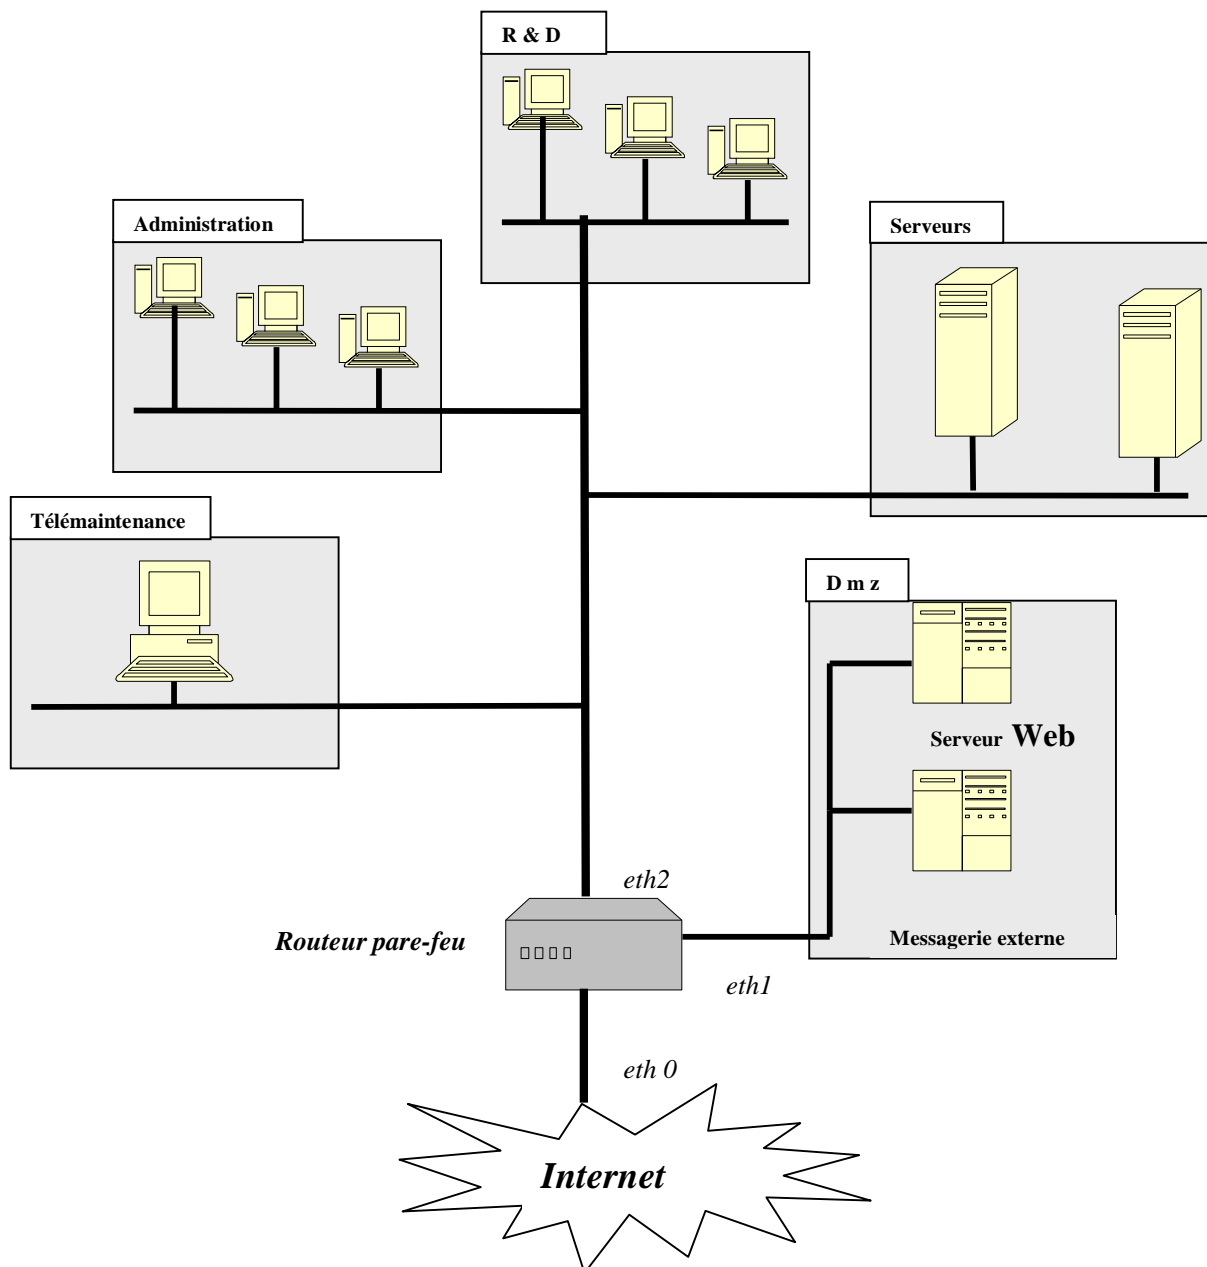 R & D
Administration
Serveurs
Télémaintenance
D m z
Serveur Web
eth2
Routeur pare-feu
Messagerie externe
eth1
eth 0
Internet